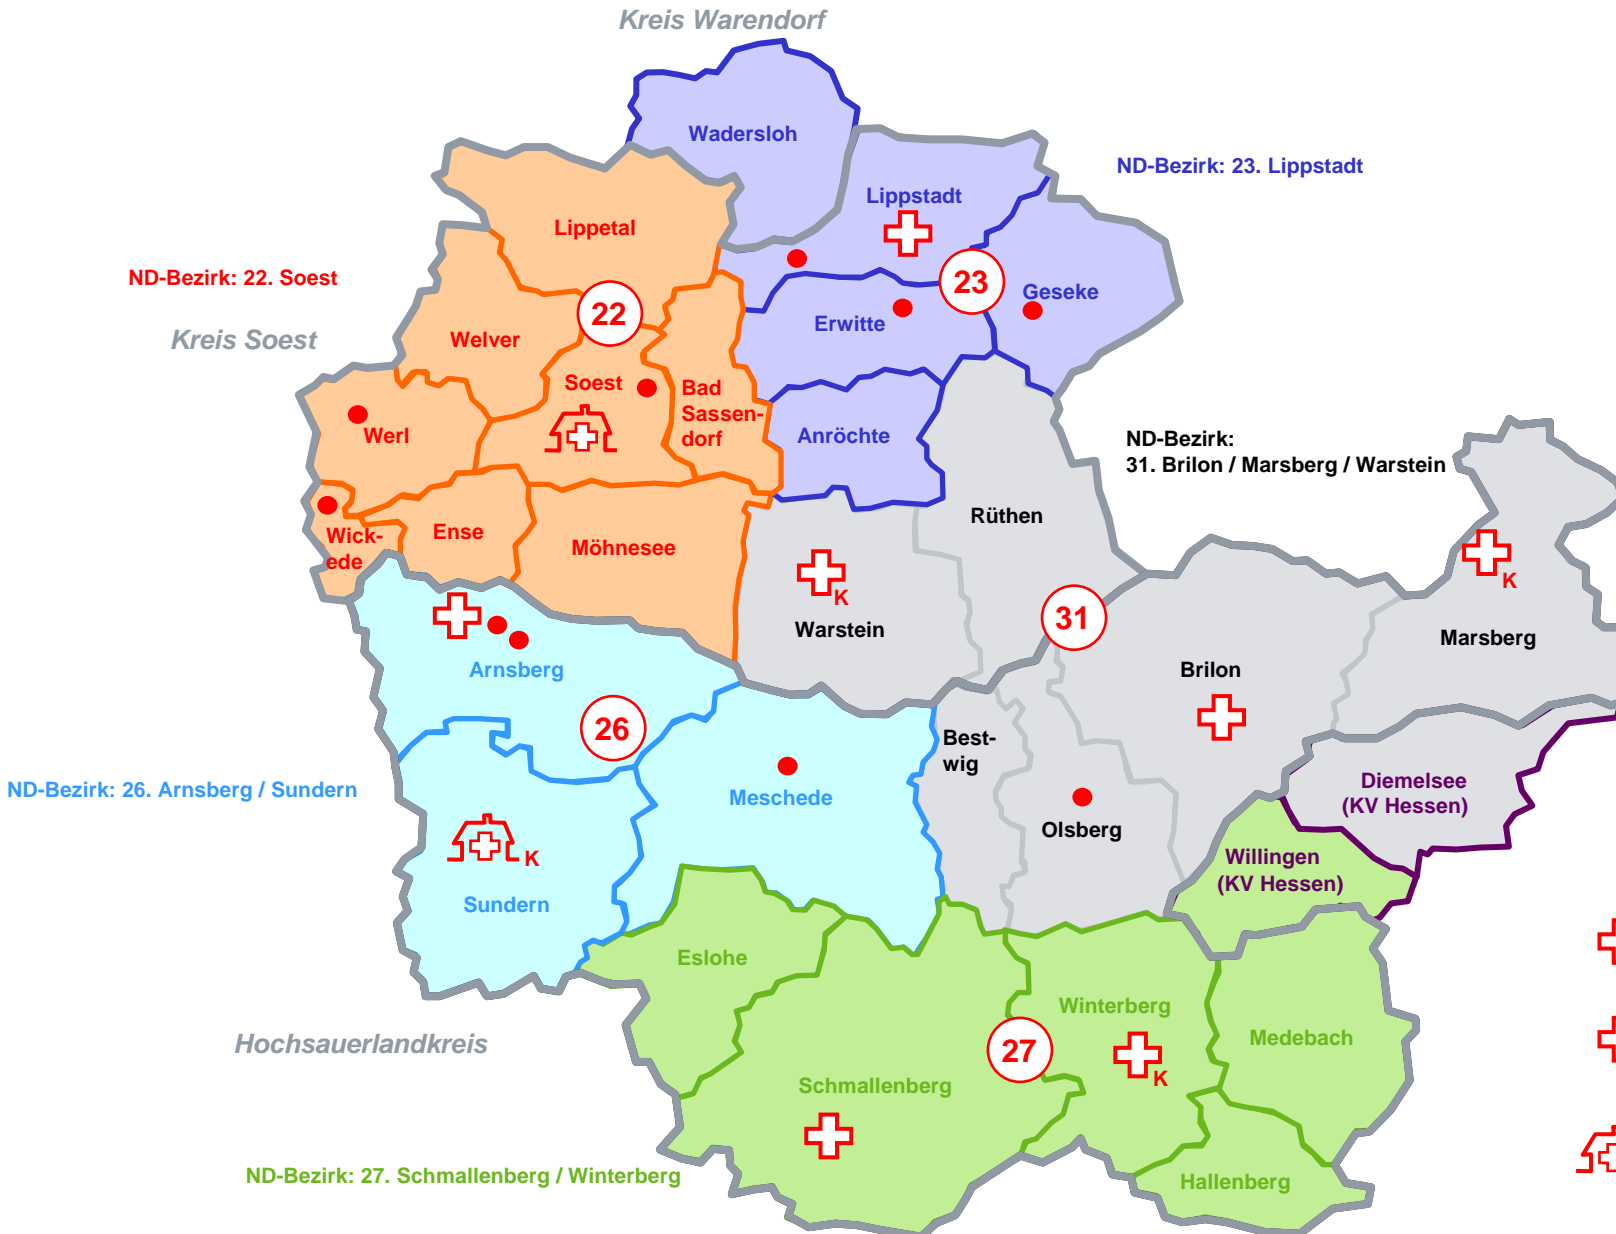 Kreis Warendorf
Wadersloh
ND-Bezirk: 23. Lippstadt
Lippstadt
Lippetal
ND-Bezirk: 22. Soest
23
Geseke
22
Erwitte
Kreis Soest
Welver
Soest
Bad
Sassen-
dorf
Werl
Anröchte
ND-Bezirk:
31. Brilon / Marsberg / Warstein
Rüthen
Wick-
ede
Ense
Möhnesee
K
K
Warstein
31
Marsberg
Arnsberg
Brilon
26
Best-
wig
ND-Bezirk: 26. Arnsberg / Sundern
Meschede
Diemelsee
(KV Hessen)
Olsberg
K
Willingen
(KV Hessen)
Sundern
Eslohe
Winterberg
Hochsauerlandkreis
27
Medebach
K
Schmallenberg
ND-Bezirk: 27. Schmallenberg / Winterberg
Hallenberg